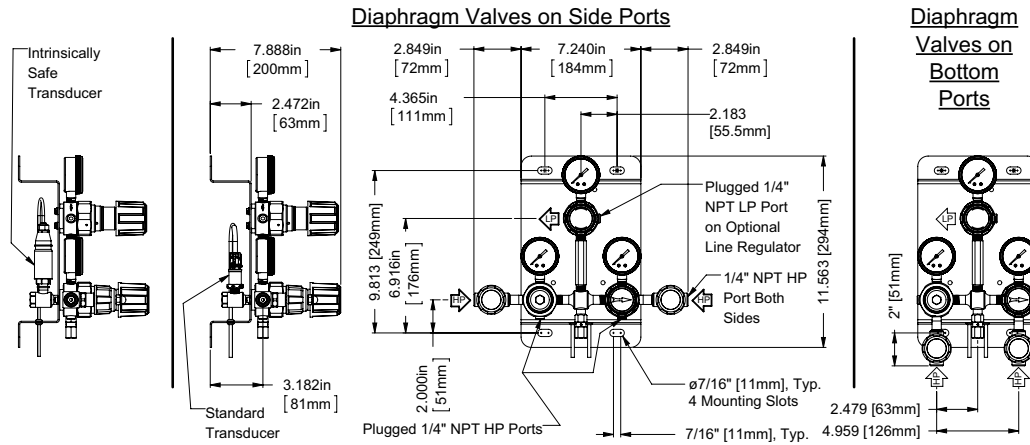 Diaphragm Valves on Side Ports
Diaphragm
Valves on
Bottom
Ports
Intrinsically
Safe
Transducer
7.888in
[200mm]
2.472in
[63mm]
3.182in
[81mm]
Standard
Transducer
2.849in
[72mm]
7.240in
[184mm]
2.849in
[72mm]
4.365in
[111mm]
2.183
[55.5mm]
9.813 [249mm]
6.916in
[176mm]
2.000in
[51mm]
LP
HP
HP
Plugged 1/4"
NPT LP Port
on Optional
Line Regulator
1/4" NPT HP
Port Both
Sides
11.563 [294mm]
ø7/16" [11mm], Typ.
4 Mounting Slots
Plugged 1/4" NPT HP Ports
7/16" [11mm], Typ.
LP
2" [51mm]
HP
HP
2.479 [63mm]
4.959 [126mm]